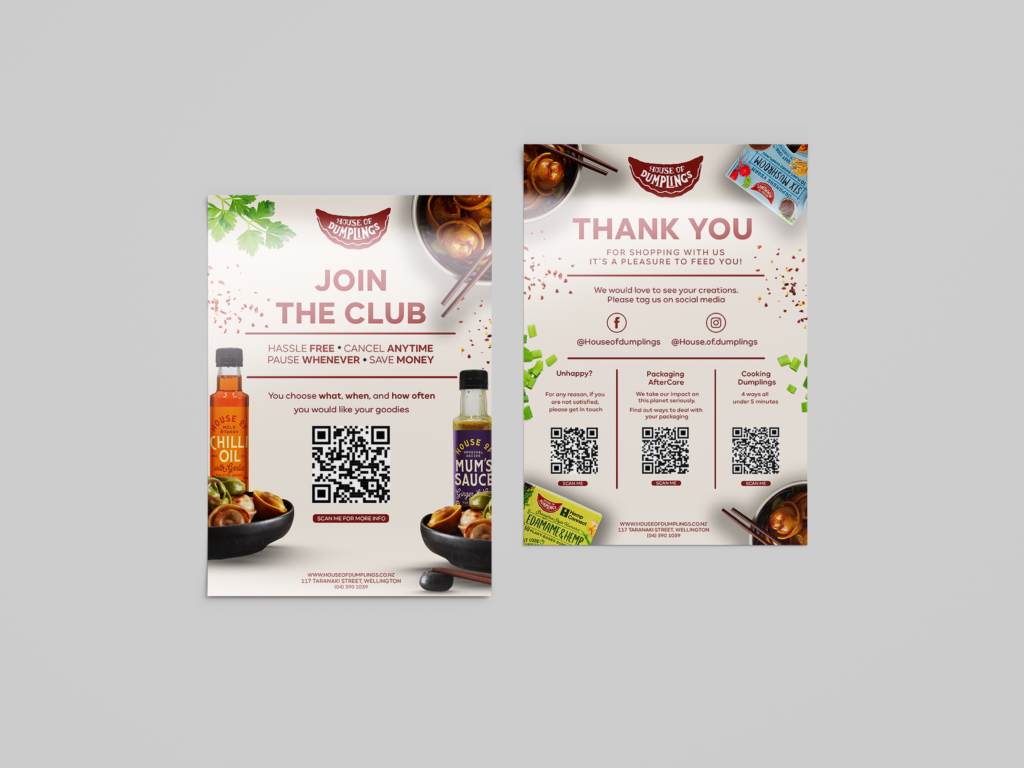 HOUSE OF
DUMPLINGS
JOIN
THE CLUB
HASSLE FREE • CANCEL ANYTIME
PAUSE WHENEVER • SAVE MONEY
You choose what, when, and how often
you would like your goodies
HOUSE OF
CHILLI
OIL
with Garlic
HOUSE OF
ORIGINAL
RECIPE
MUM'S
SAUCE
Ginger
SCAN ME FOR MORE INFO
WWW.HOUSEOFDUMPLINGS.CO.NZ
117 TARANAKI STREET, WELLINGTON
(04) 390 1039
HOUSE OF
DUMPLINGS
SIX MUSHROOM
THANK YOU
FOR SHOPPING WITH US
IT'S A PLEASURE TO FEED YOU!
We would love to see your creations.
Please tag us on social media
@Houseofdumplings @House.of.dumplings
Unhappy?
For any reason, if you
are not satisfied,
please get in touch
SCAN ME
Packaging
AfterCare
We take our impact on
this planet seriously.
Find out ways to deal with
your packaging
SCAN ME
Cooking
Dumplings
4 ways all
under 5 minutes
SCAN ME
Hemp
Connect
EDAMAME & HEMP
WWW.HOUSEOFDUMPLINGS.CO.NZ
117 TARANAKI STREET, WELLINGTON
(04) 390 1039